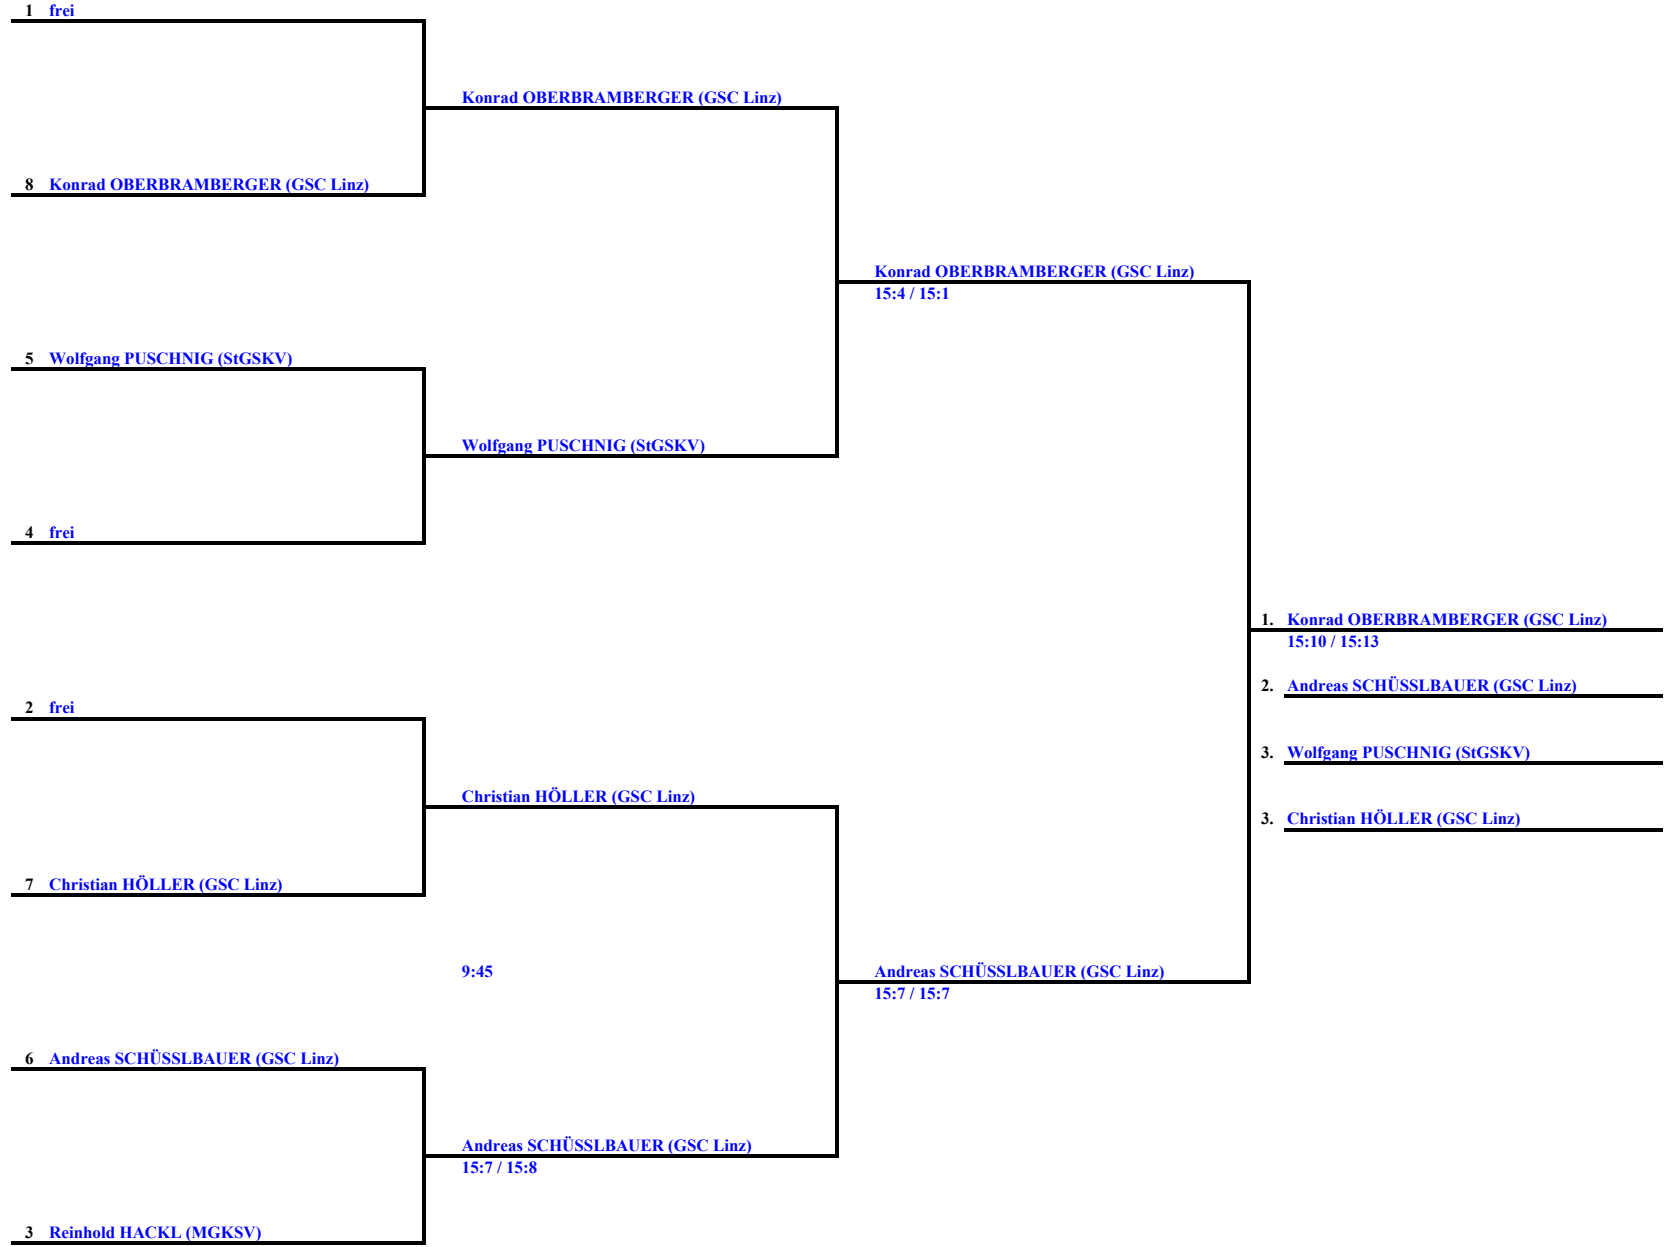 1 frei
Konrad OBERBRAMBERGER (GSC Linz)
8 Konrad OBERBRAMBERGER (GSC Linz)
Konrad OBERBRAMBERGER (GSC Linz)
15:4 / 15:1
5 Wolfgang PUSCHNIG (StGSKV)
Wolfgang PUSCHNIG (StGSKV)
4 frei
1. Konrad OBERBRAMBERGER (GSC Linz)
15:10 / 15:13
2. Andreas SCHÜSSLBAUER (GSC Linz)
2 frei
3. Wolfgang PUSCHNIG (StGSKV)
Christian HÖLLER (GSC Linz)
3. Christian HÖLLER (GSC Linz)
7 Christian HÖLLER (GSC Linz)
9:45
Andreas SCHÜSSLBAUER (GSC Linz)
15:7 / 15:7
6 Andreas SCHÜSSLBAUER (GSC Linz)
Andreas SCHÜSSLBAUER (GSC Linz)
15:7 / 15:8
3 Reinhold HACKL (MGKSV)